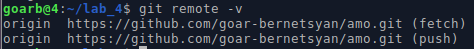 goarb@4:~/lab_4$ git remote -v
origin  https://github.com/goar-bernetsyan/amo.git (fetch)
origin  https://github.com/goar-bernetsyan/amo.git (push)